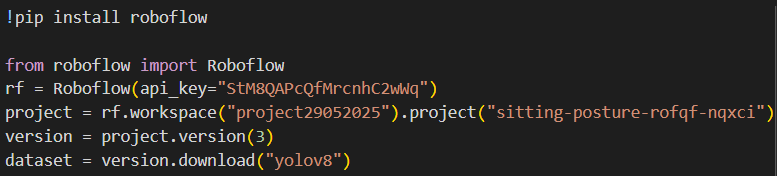 !pip install roboflow
from roboflow import Roboflow
rf = Roboflow(api_key="StM8QAPcQfMrcnhC2wWq")
project = rf.workspace("project29052025").project("sitting-posture-rofqf-nqxci")
version = project.version(3)
dataset = version.download("yolov8")